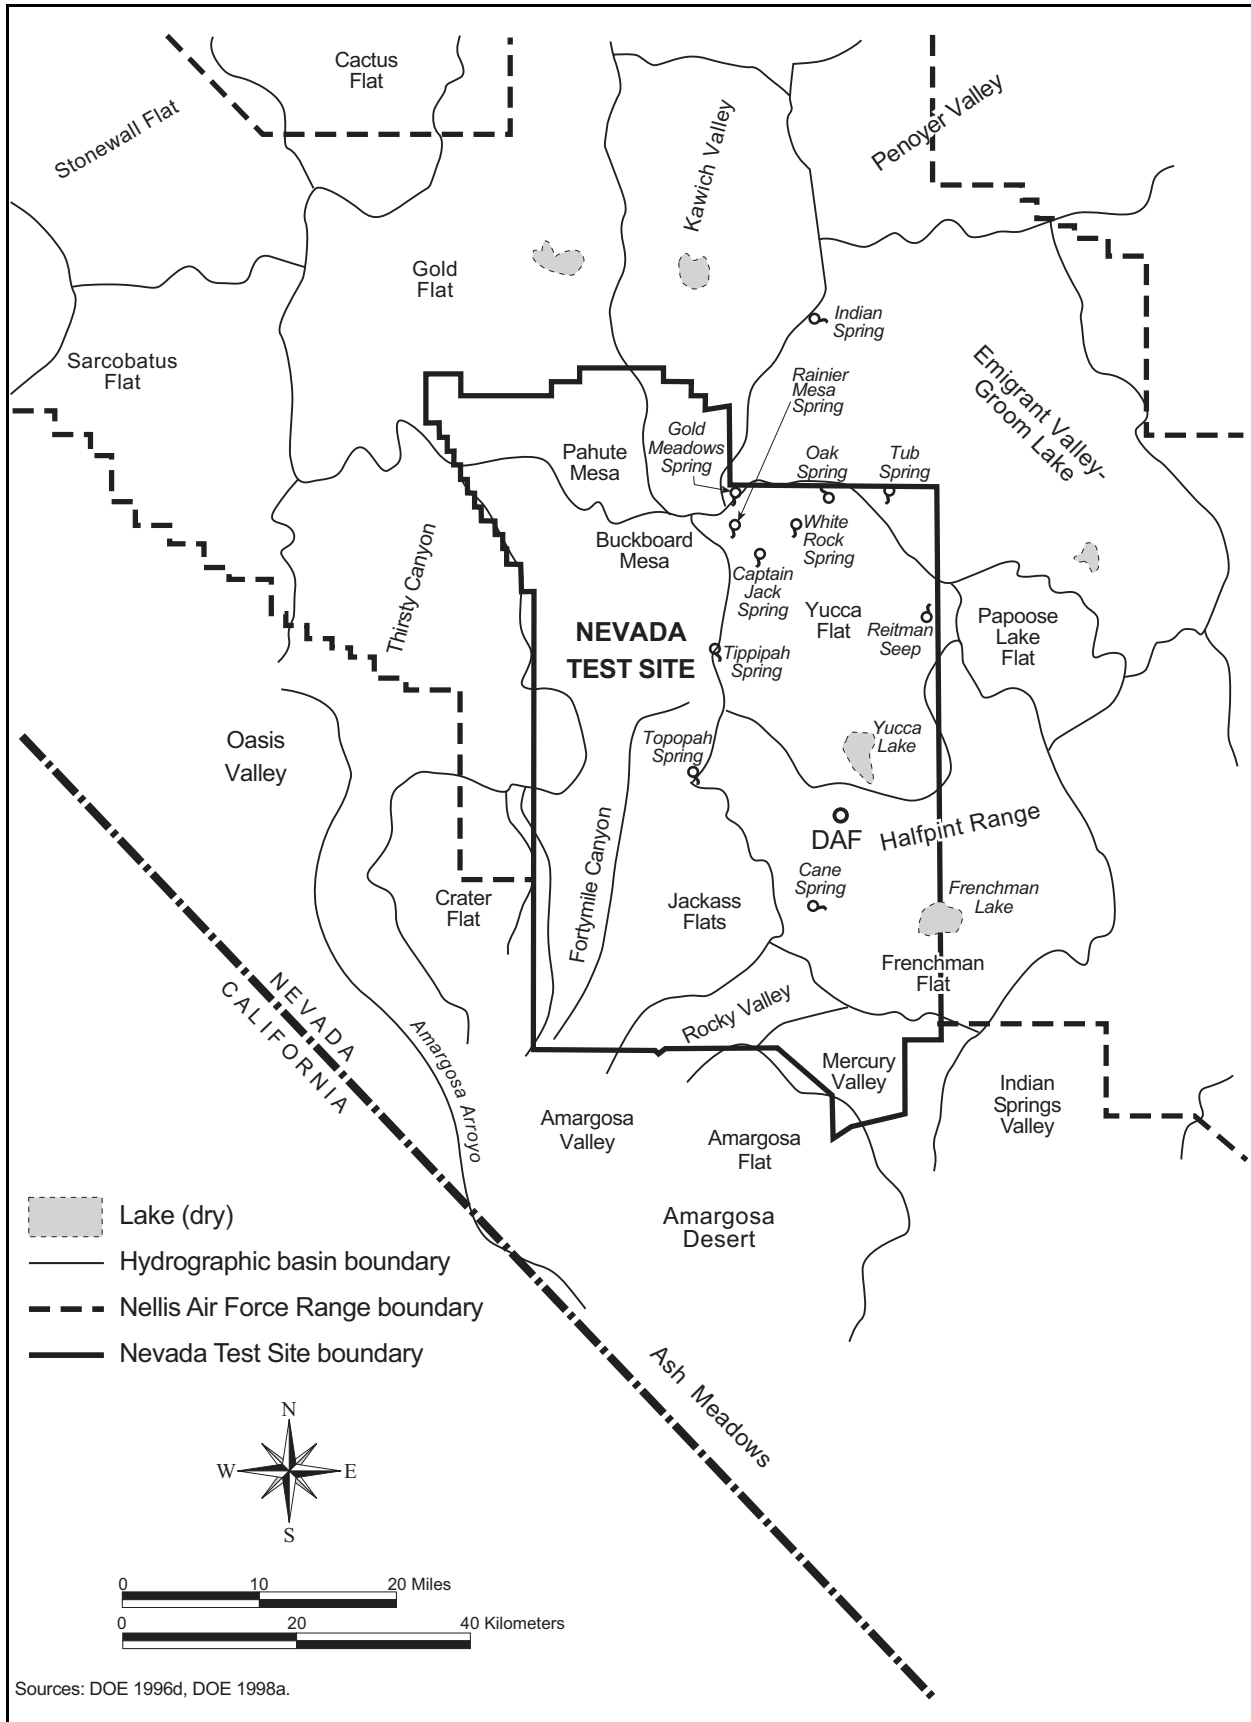 Cactus
Flat
Stonewall Flat
Kawich Valley
Penoyer Valley
Gold
Flat
Indian
Spring
Sarcobatus
Flat
Emigrant Valley-
Groom Lake
Rainier
Mesa
Spring
Gold
Meadows
Spring
Pahute
Mesa
Oak
Spring
Tub
Spring
Buckboard
Mesa
White
Rock
Spring
Captain
Jack
Spring
Thirsty Canyon
Yucca
Flat
Reitman
Seep
Papoose
Lake
Flat
NEVADA
TEST SITE
Tippipah
Spring
Oasis
Valley
Topopah
Spring
Yucca
Lake
DAF
Halfpint Range
Fortymile Canyon
Crater
Flat
Jackass
Flats
Cane
Spring
Frenchman
Lake
Frenchman
Flat
NEVADA
CALIFORNIA
Amargosa Arroyo
Rocky Valley
Mercury
Valley
Indian
Springs
Valley
Amargosa
Valley
Amargosa
Flat
Amargosa
Desert
Ash Meadows
Lake (dry)
Hydrographic basin boundary
Nellis Air Force Range boundary
Nevada Test Site boundary
N
W E
S
0 10 20 Miles
0 20 40 Kilometers
Sources: DOE 1996d, DOE 1998a.